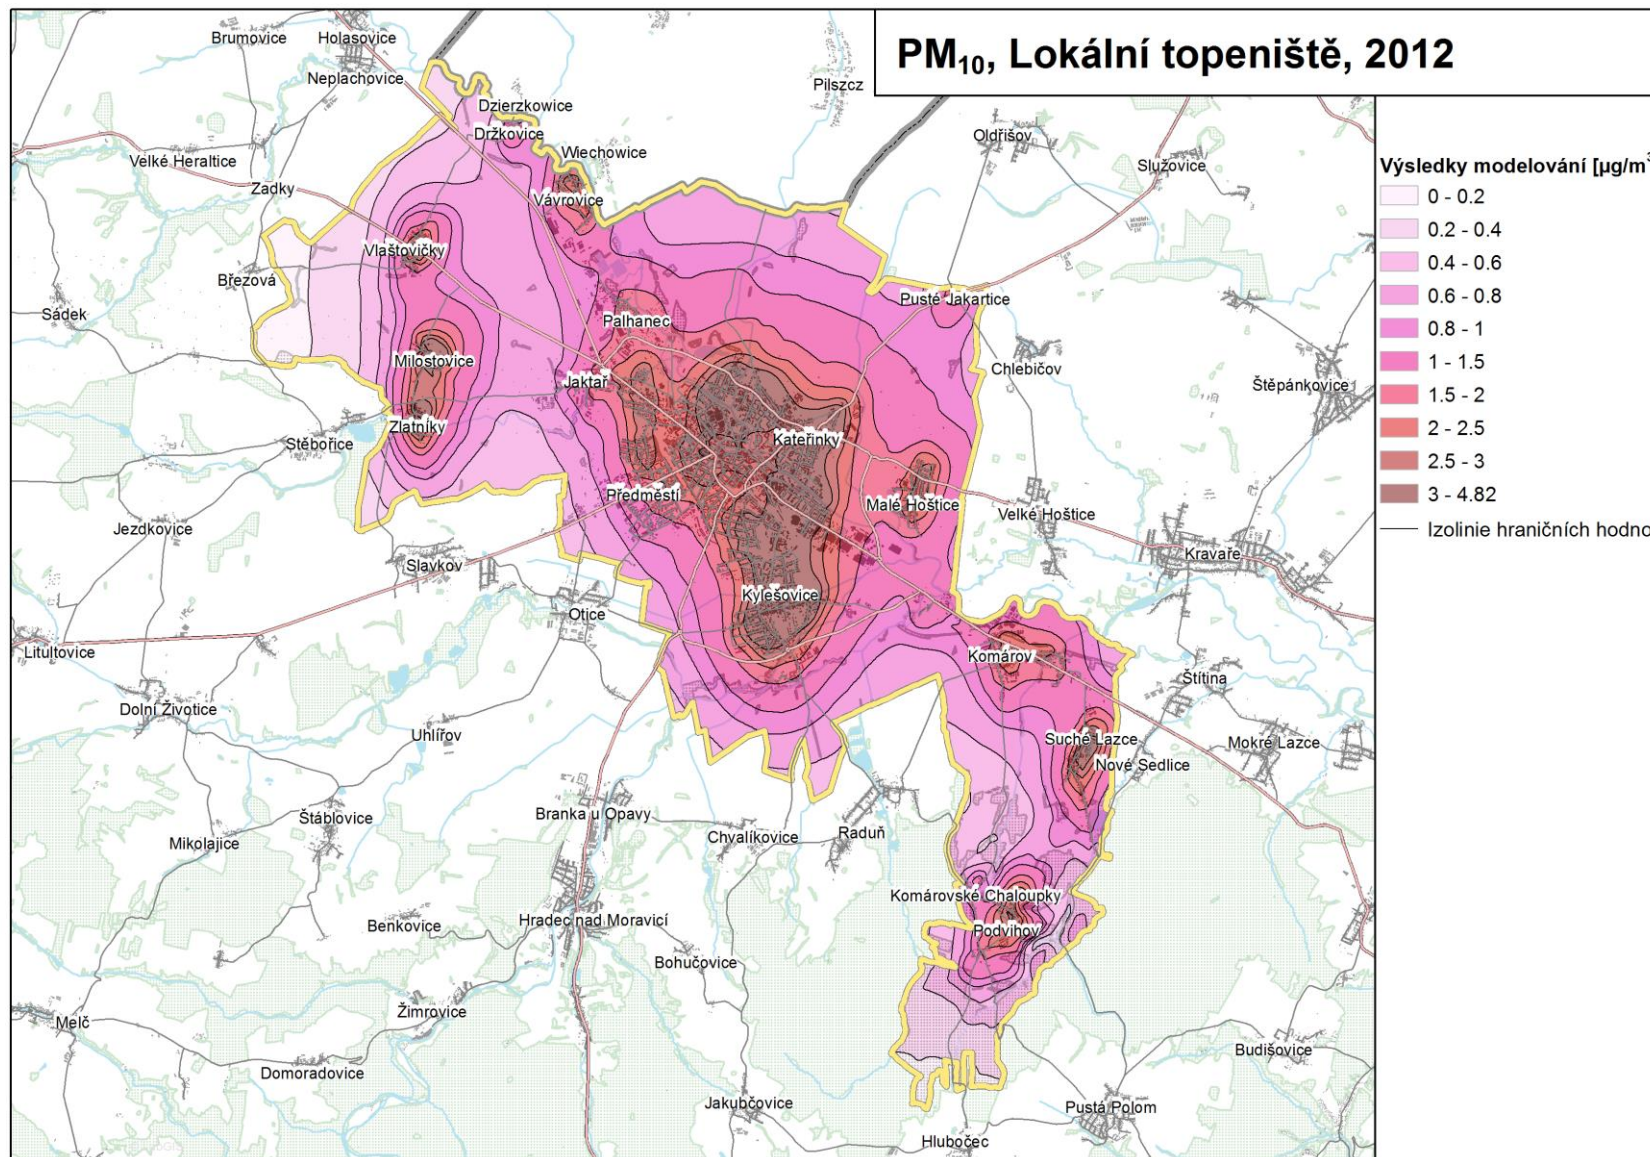 PM₁₀, Lokální topeniště, 2012
Výsledky modelování [µg/m³
0 - 0.2
0.2 - 0.4
0.4 - 0.6
0.6 - 0.8
0.8 - 1
1 - 1.5
1.5 - 2
2 - 2.5
2.5 - 3
3 - 4.82
Izolinie hraničních hodno
Brumovice
Holasovice
Neplachovice
Pilszcz
Dzierzkowice
Držkovice
Oldřišov
Velké Heraltice
Wiechowice
Služovice
Zadky
Vávrovice
Vlaštovičky
Březová
Pusté Jakartice
Sádek
Palhanec
Milostovice
Chlebičov
Jaktař
Štěpánkovice
Zlatníky
Stěbořice
Kateřinky
Předměstí
Malé Hoštice
Velké Hoštice
Jezdkovice
Kravaře
Slavkov
Kylešovice
Otice
Litultovice
Komárov
Štítina
Dolní Životice
Uhlířov
Suché Lazce
Mokré Lazce
Nové Sedlice
Branka u Opavy
Štáblovice
Chvalíkovice
Raduň
Mikolajice
Komárovské Chaloupky
Benkovice
Hradec nad Moravicí
Podvihov
Bohučovice
Žimrovice
Melč
Budišovice
Domoradovice
Jakubčovice
Pustá Polom
Hlubočec